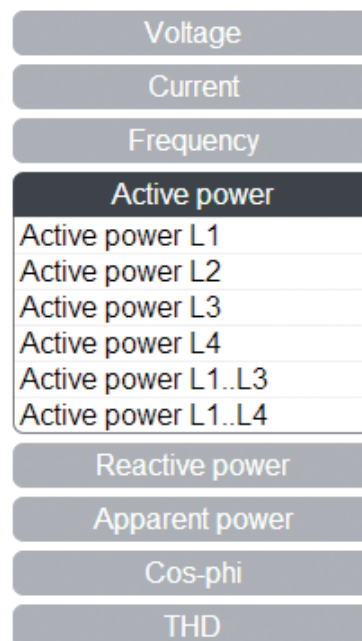 Voltage
Current
Frequency
Active power
Active power L1
Active power L2
Active power L3
Active power L4
Active power L1..L3
Active power L1..L4
Reactive power
Apparent power
Cos-phi
THD